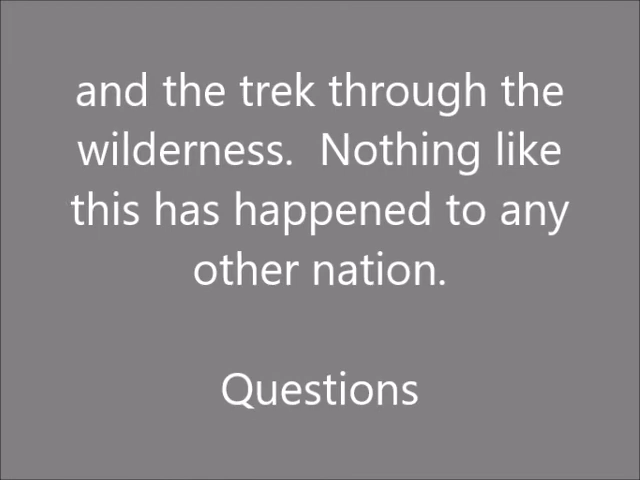 and the trek through the
wilderness.  Nothing like
this has happened to any
other nation.
Questions